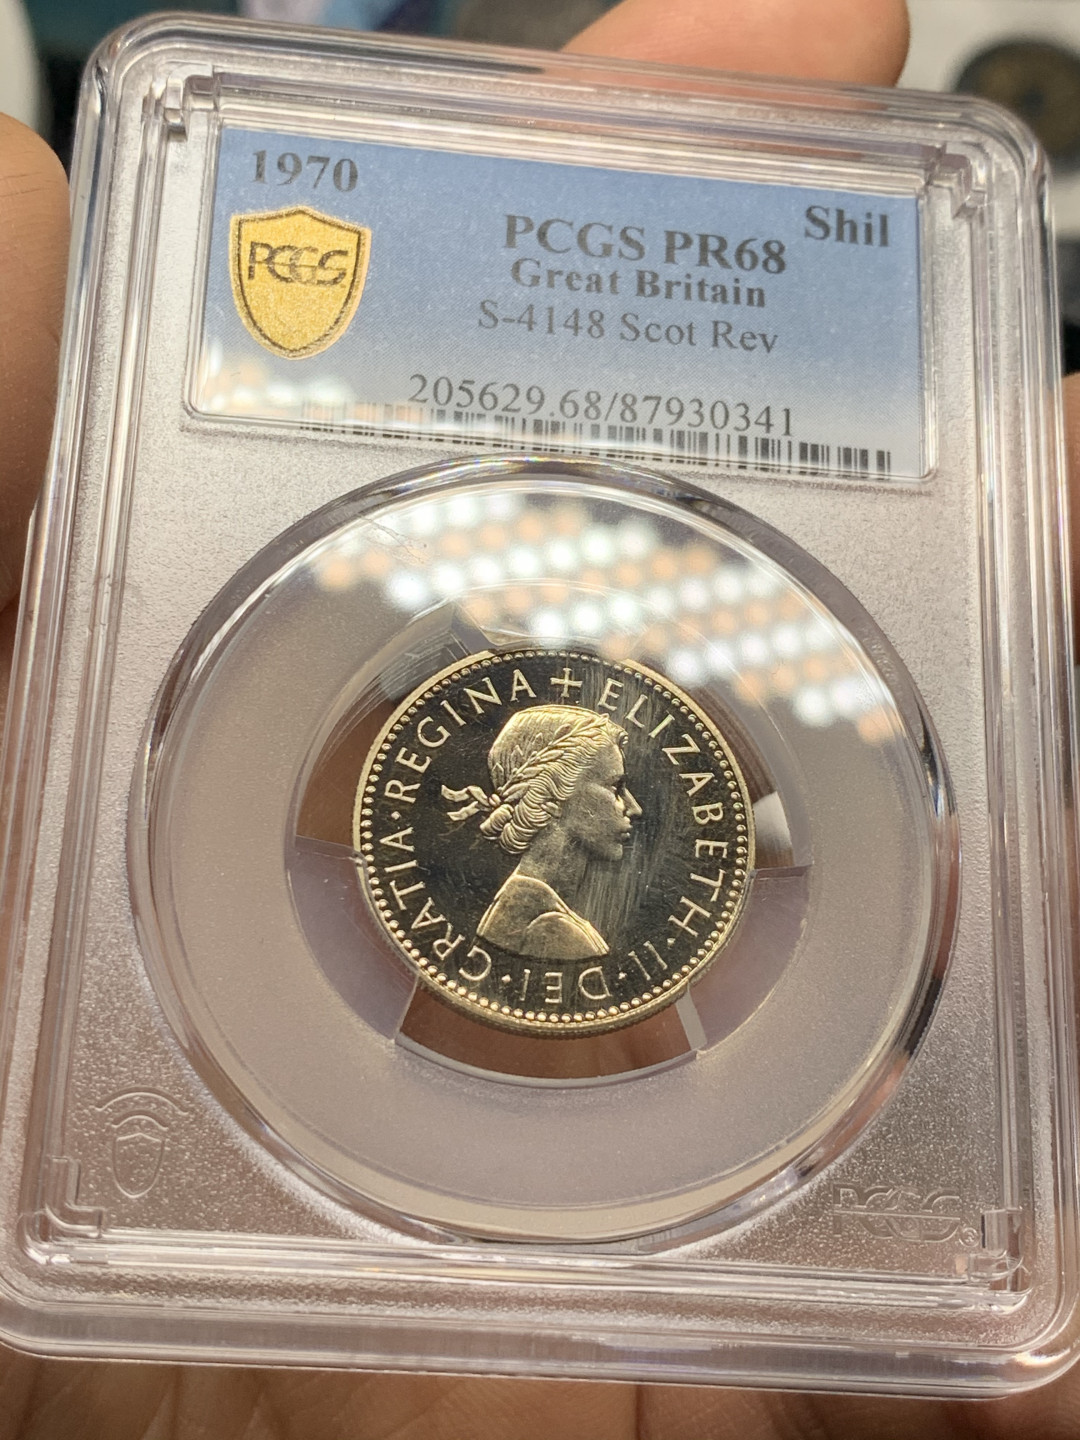 1970
Shil
PCGS
PCGS PR68
Great Britain
S-4148 Scot Rev
205629.68/87930341
+ ELIZABETH · II · DEI · GRATIA · REGINA
PCGS